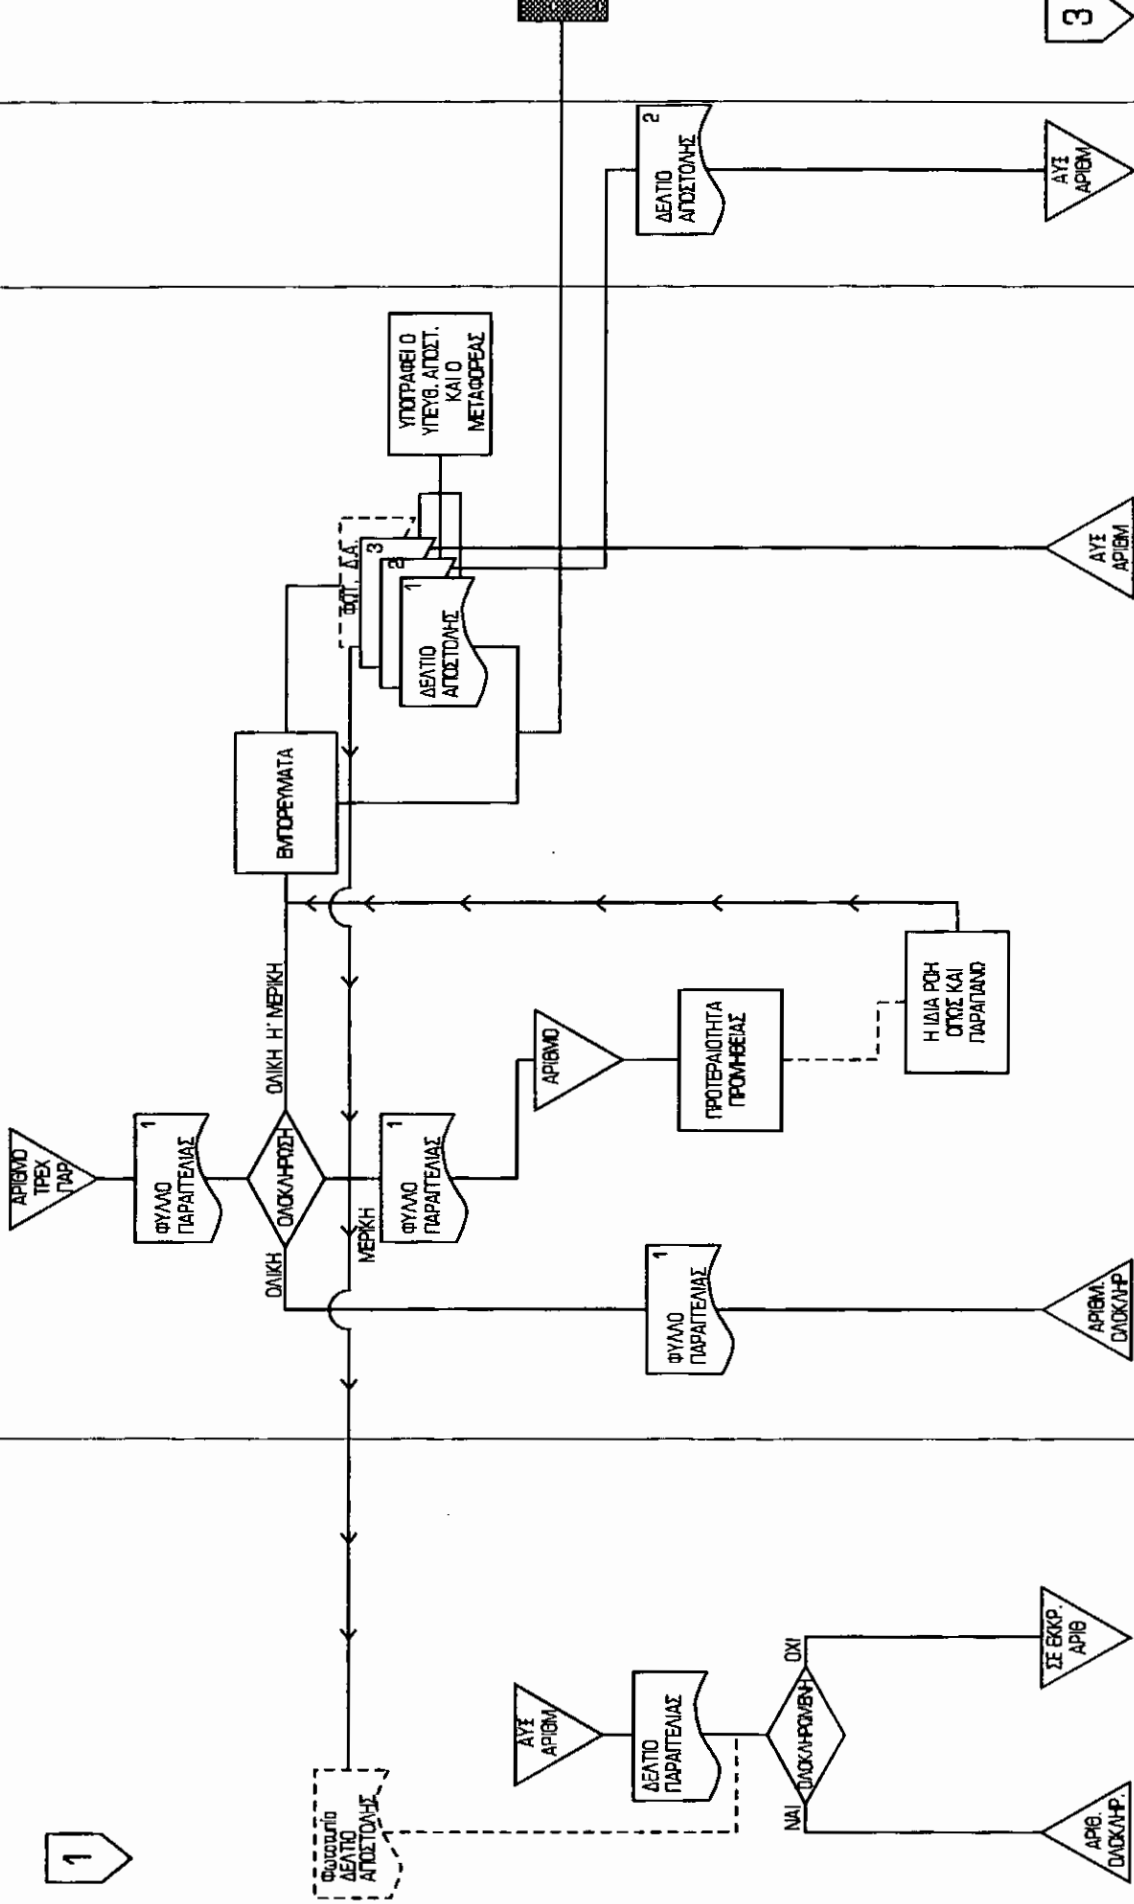 1
Φωτοτυπία
ΔΕΛΤΙΟ
ΑΠΟΣΤΟΛΗΣ
ΑΥΞ
ΑΡΙΘΜ.
ΔΕΛΤΙΟ
ΠΑΡΑΓΓΕΛΙΑΣ
ΟΛΟΚΛΗΡΩΜΕΝΗ
ΝΑΙ
ΟΧΙ
ΑΡΙΘ.
ΟΛΟΚΛΗΡ.
ΣΕ ΕΚΚΡ.
ΑΡΙΘ
ΑΡΙΘΜΟ
ΤΡΕΧ
ΠΑΡ
1
ΦΥΛΛΟ
ΠΑΡΑΓΓΕΛΙΑΣ
ΟΛΟΚΛΗΡΩΣΗ
ΟΛΙΚΗ
ΟΛΙΚΗ Η' ΜΕΡΙΚΗ
ΜΕΡΙΚΗ
1
ΦΥΛΛΟ
ΠΑΡΑΓΓΕΛΙΑΣ
1
ΦΥΛΛΟ
ΠΑΡΑΓΓΕΛΙΑΣ
ΑΡΙΘΜ.
ΟΛΟΚΛΗΡ
ΑΡΙΘΜΟ
ΠΡΟΤΕΡΑΙΟΤΗΤΑ
ΠΡΟΜΗΘΕΙΑΣ
Η ΙΔΙΑ ΡΟΗ
ΟΠΩΣ ΚΑΙ
ΠΑΡΑΠΑΝΩ
ΕΜΠΟΡΕΥΜΑΤΑ
ΦΩΤ. Δ.Α.
3
2
1
ΔΕΛΤΙΟ
ΑΠΟΣΤΟΛΗΣ
ΥΠΟΓΡΑΦΕΙ Ο
ΥΠΕΥΘ. ΑΠΟΣΤ.
ΚΑΙ Ο
ΜΕΤΑΦΟΡΕΑΣ
ΑΥΞ
ΑΡΙΘΜ
2
ΔΕΛΤΙΟ
ΑΠΟΣΤΟΛΗΣ
ΑΥΞ
ΑΡΙΘΜ
3